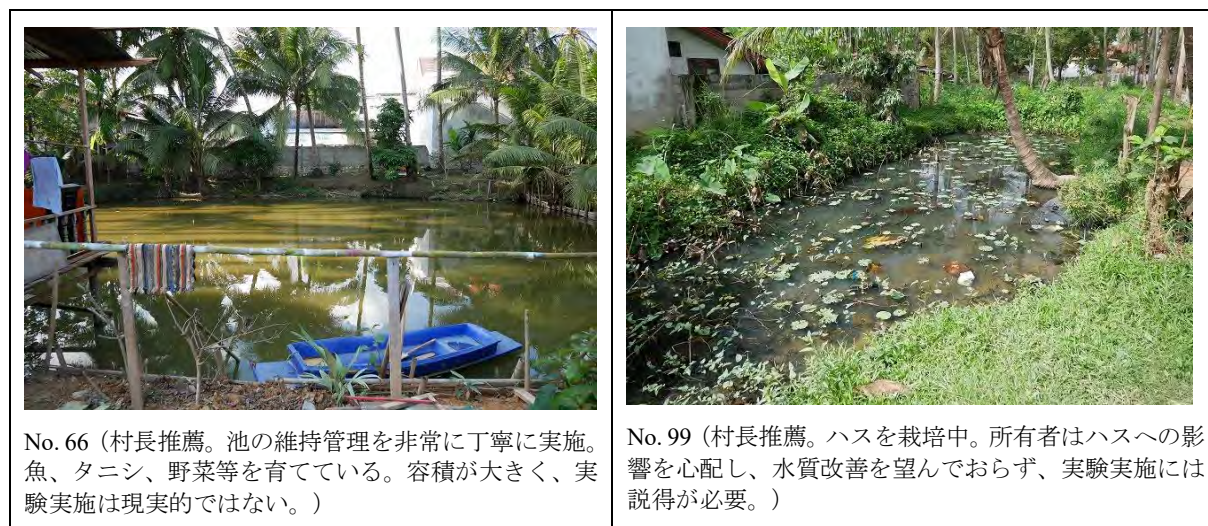 No. 66（村長推薦。池の維持管理を非常に丁寧に実施。
魚、タニシ、野菜等を育てている。容積が大きく、実
験実施は現実的ではない。）
No. 99（村長推薦。ハスを栽培中。所有者はハスへの影
響を心配し、水質改善を望んでおらず、実験実施には
説得が必要。）